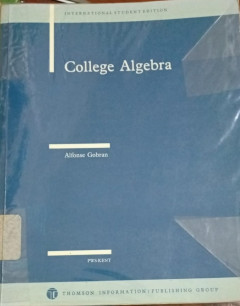 INTERNATIONAL STUDENT EDITION
College Algebra
Alfonse Gobran
PWS-KENT
THOMSON INFORMATION/PUBLISHING GROUP